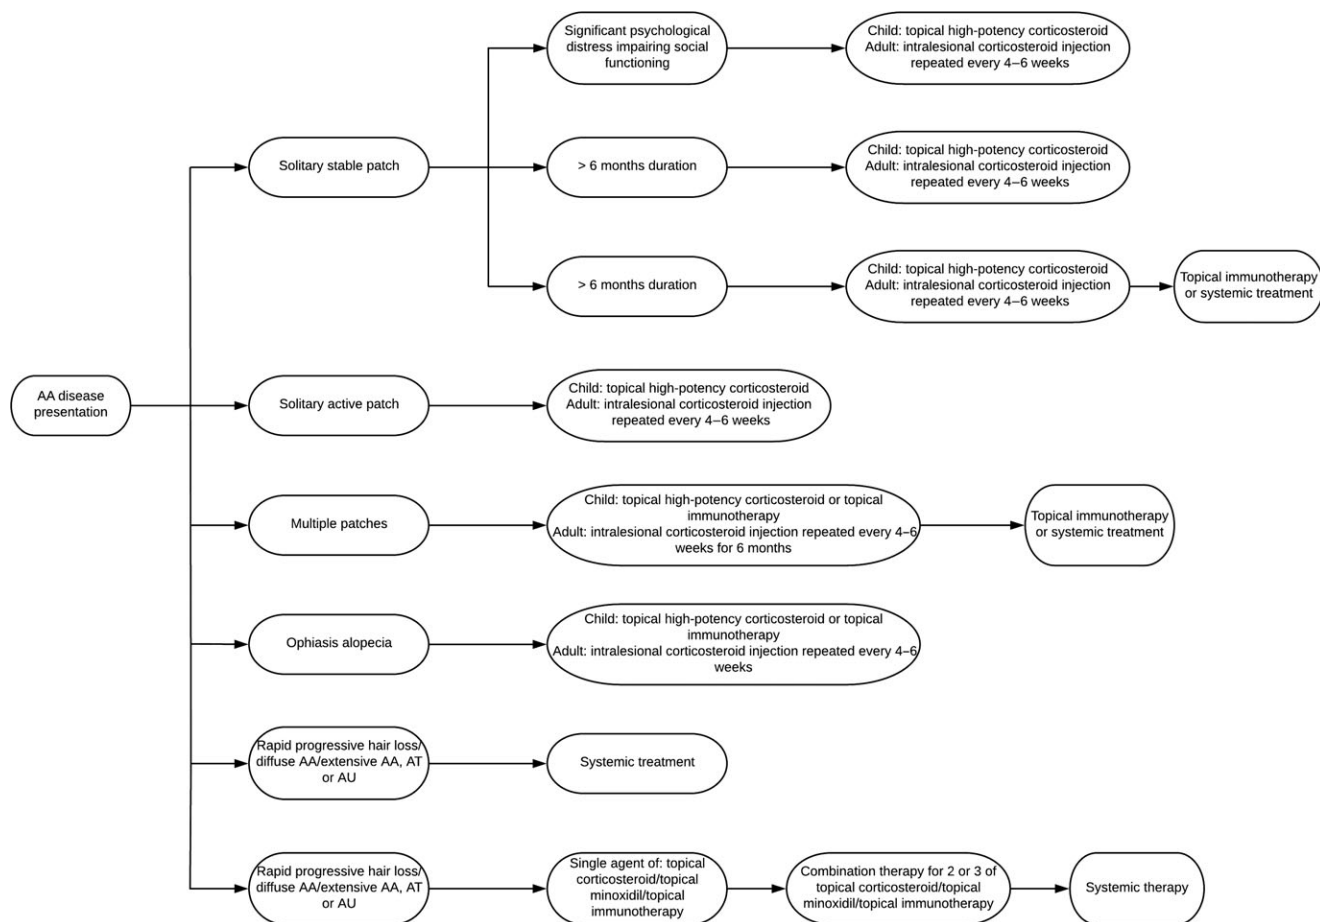 Significant psychological
distress impairing social
functioning
Child: topical high-potency corticosteroid
Adult: intralesional corticosteroid injection
repeated every 4–6 weeks
Solitary stable patch
> 6 months duration
Child: topical high-potency corticosteroid
Adult: intralesional corticosteroid injection
repeated every 4–6 weeks
> 6 months duration
Child: topical high-potency corticosteroid
Adult: intralesional corticosteroid injection
repeated every 4–6 weeks
Topical immunotherapy
or systemic treatment
AA disease
presentation
Solitary active patch
Child: topical high-potency corticosteroid
Adult: intralesional corticosteroid injection
repeated every 4–6 weeks
Multiple patches
Child: topical high-potency corticosteroid or topical
immunotherapy
Adult: intralesional corticosteroid injection repeated every 4–6
weeks for 6 months
Topical immunotherapy
or systemic treatment
Ophiasis alopecia
Child: topical high-potency corticosteroid or topical
immunotherapy
Adult: intralesional corticosteroid injection repeated every 4–6
weeks
Rapid progressive hair loss/
diffuse AA/extensive AA, AT
or AU
Systemic treatment
Rapid progressive hair loss/
diffuse AA/extensive AA, AT
or AU
Single agent of: topical
corticosteroid/topical
minoxidil/topical
immunotherapy
Combination therapy for 2 or 3 of
topical corticosteroid/topical
minoxidil/topical immunotherapy
Systemic therapy